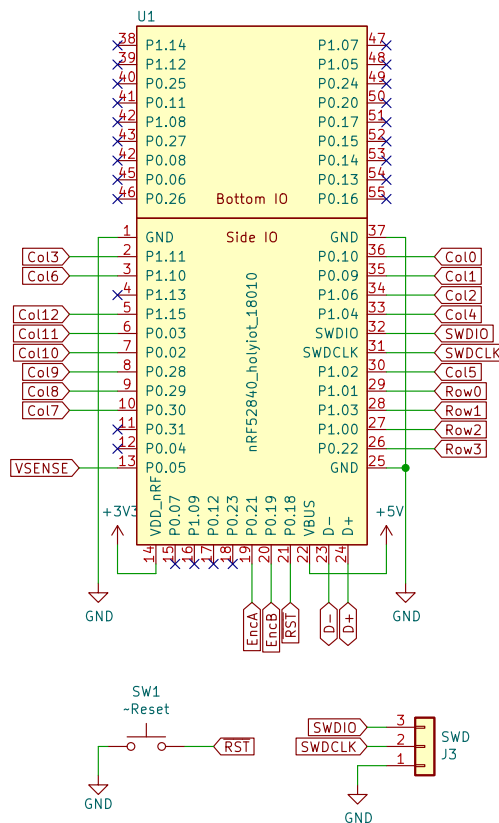 U1
38 P1.14 P1.07 47
39 P1.12 P1.05 48
40 P0.25 P0.24 49
41 P0.11 P0.20 50
42 P1.08 P0.17 51
43 P0.27 P0.15 52
42 P0.08 P0.14 53
45 P0.06 P0.13 54
46 P0.26 Bottom IO P0.16 55
1 GND Side IO GND 37
Col3 2 P1.11 P0.10 36 Col0
Col6 3 P1.10 P0.09 35 Col1
4 P1.13 P1.06 34 Col2
Col12 5 P1.15 P1.04 33 Col4
Col11 6 P0.03 SWDIO 32 SWDIO
Col10 7 P0.02 SWDCLK 31 SWDCLK
Col9 8 P0.28 P1.02 30 Col5
Col8 9 P0.29 P1.01 29 Row0
Col7 10 P0.30 P1.03 28 Row1
11 P0.31 P1.00 27 Row2
12 P0.04 P0.22 26 Row3
VSENSE 13 P0.05 GND 25
nRF52840_holyiot_18010
+3V3 +5V
VDD_nRF P0.07 P1.09 P0.12 P0.23 P0.21 P0.19 P0.18 VBUS D- D+
14 15 16 17 18 19 20 21 22 23 24
EncA EncB RST D- D+
GND GND
SW1
~Reset
RST
GND
SWDIO 3
SWDCLK 2
1
SWD
J3
GND